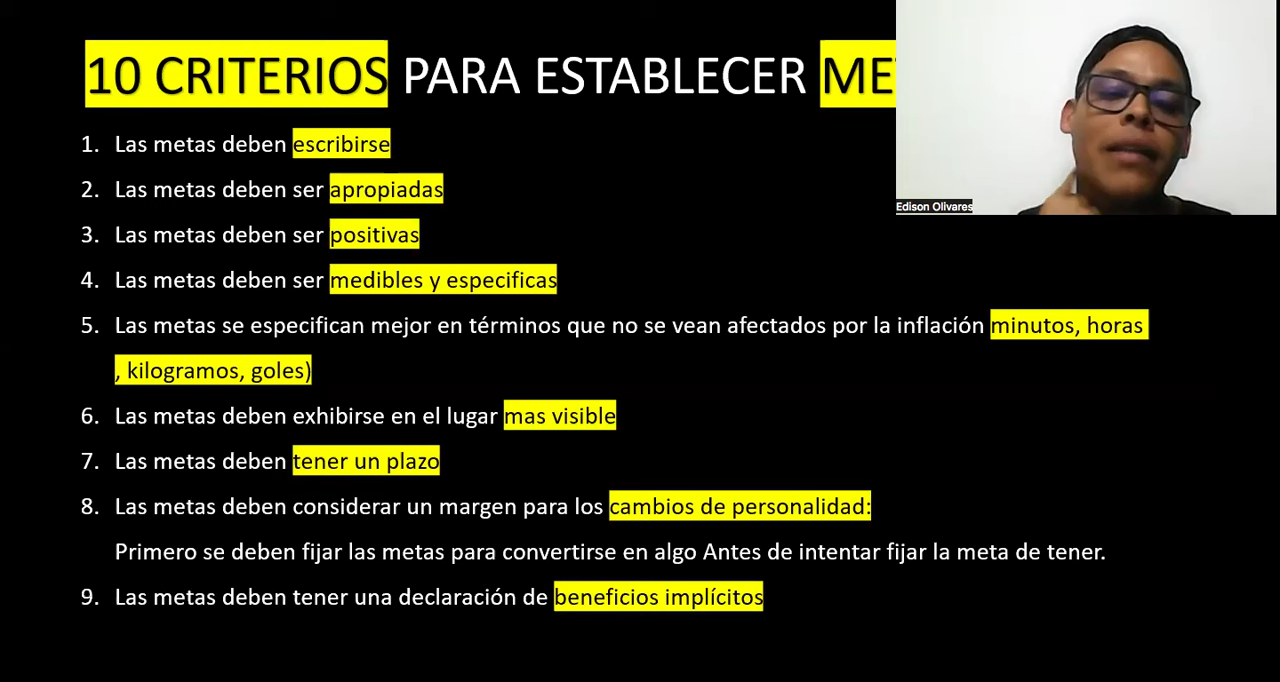 10 CRITERIOS PARA ESTABLECER
1. Las metas deben escribirse
2. Las metas deben ser apropiadas
3. Las metas deben ser positivas
4. Las metas deben ser medibles y especificas
5. Las metas se especifican mejor en términos que no se vean afectados por la inflación minutos, horas
, kilogramos, goles)
6. Las metas deben exhibirse en el lugar mas visible
7. Las metas deben tener un plazo
8. Las metas deben considerar un margen para los cambios de personalidad:
Primero se deben fijar las metas para convertirse en algo Antes de intentar fijar la meta de tener.
9. Las metas deben tener una declaración de beneficios implícitos
Edison Olivares